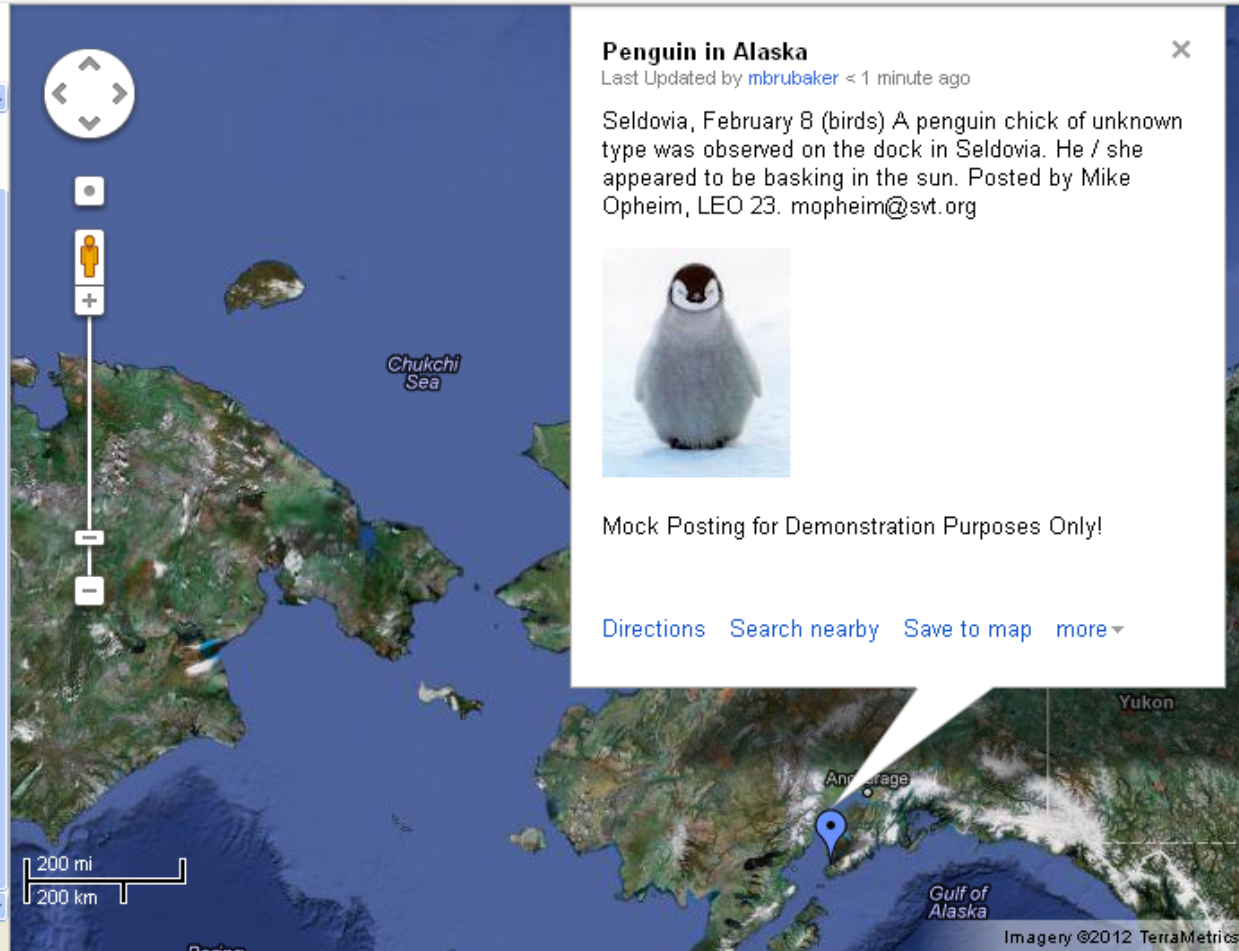 Penguin in Alaska
Last Updated by mbrubaker < 1 minute ago
Seldovia, February 8 (birds) A penguin chick of unknown
type was observed on the dock in Seldovia. He / she
appeared to be basking in the sun. Posted by Mike
Opheim, LEO 23. mopheim@svt.org
Mock Posting for Demonstration Purposes Only!
Directions Search nearby Save to map more
Chukchi
Sea
Yukon
Anchorage
200 mi
200 km
Gulf of
Alaska
Imagery ©2012 TerraMetrics